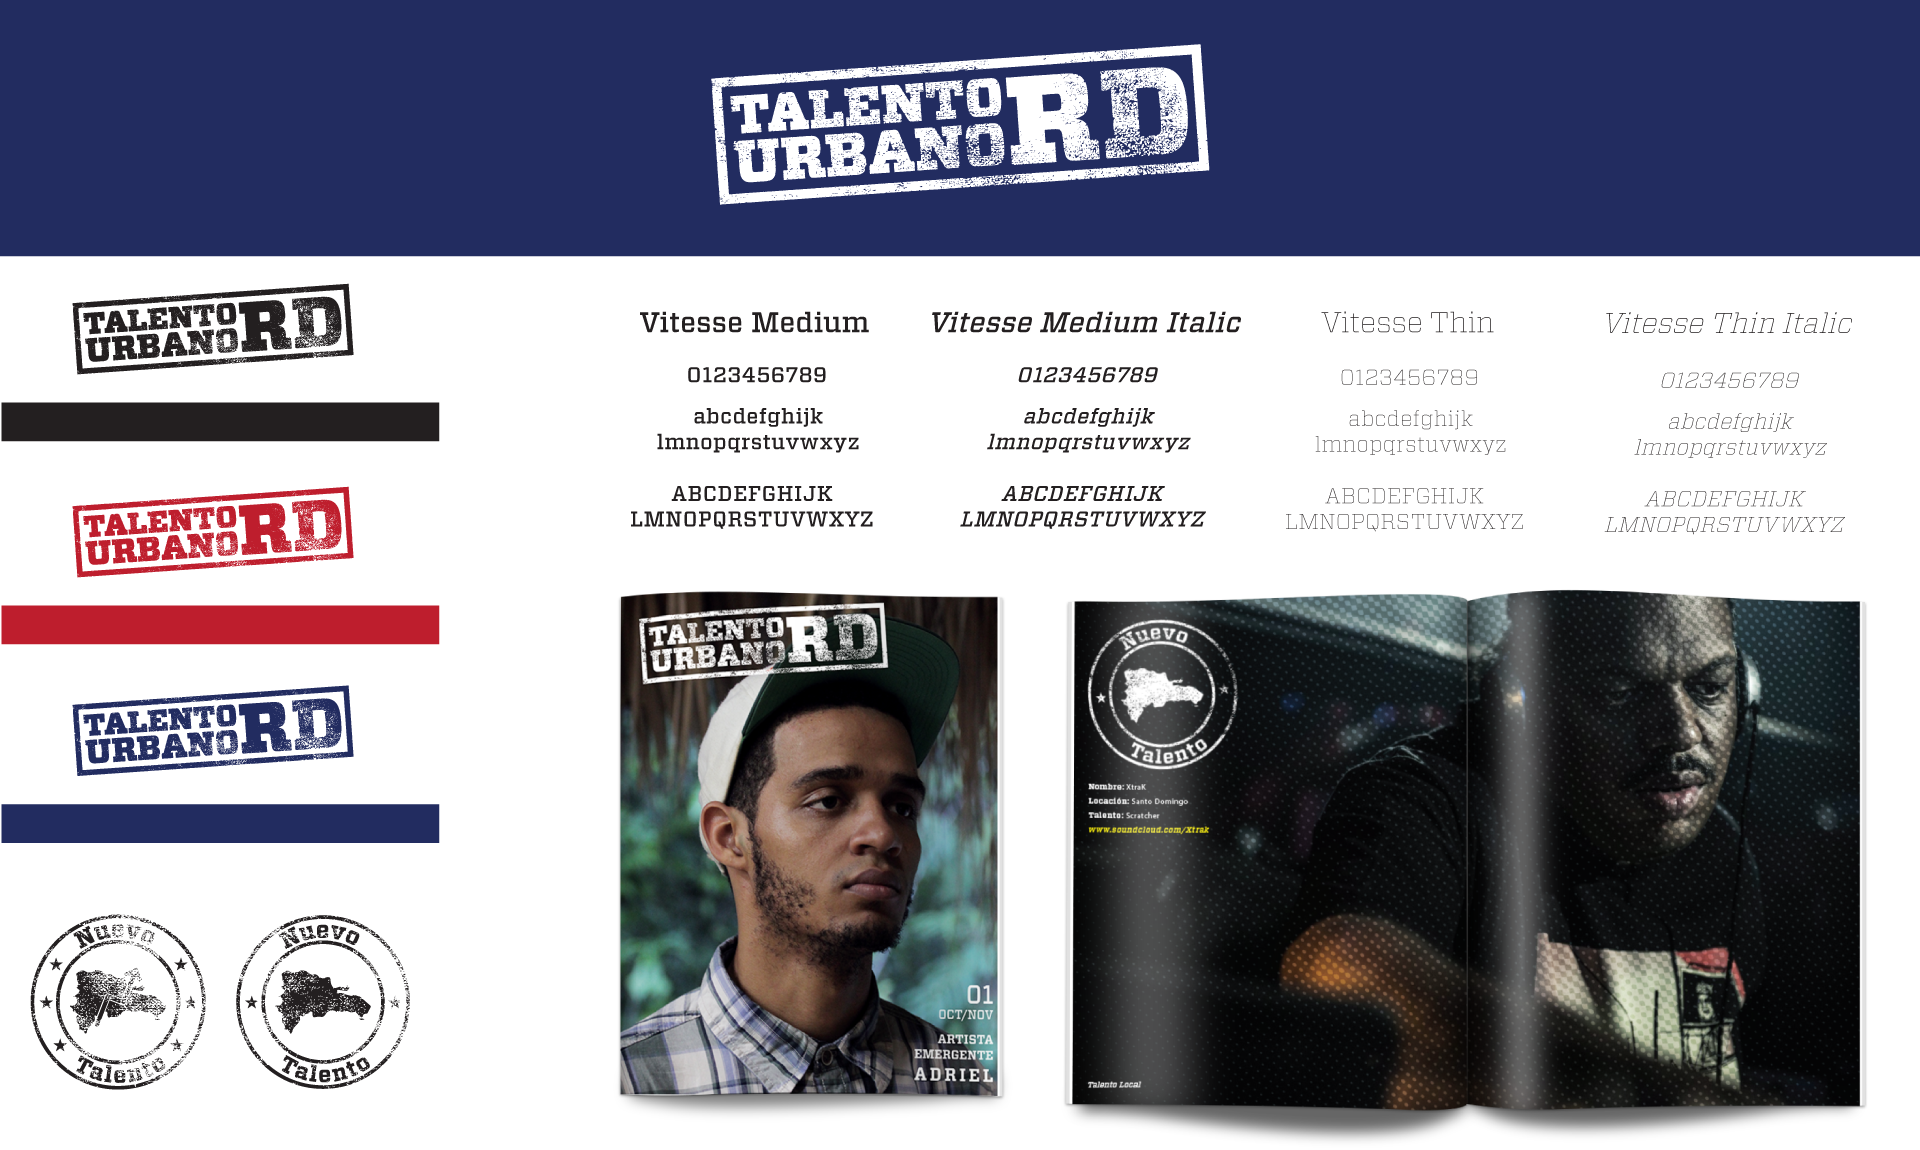 TALENTO
URBANO RD
TALENTO
URBANO RD
TALENTO
URBANO RD
TALENTO
URBANO RD
Nuevo
Talento
Nuevo
Talento
Vitesse Medium
0123456789
abcdefghijk
lmnopqrstuvwxyz
ABCDEFGHIJK
LMNOPQRSTUVWXYZ
Vitesse Medium Italic
0123456789
abcdefghijk
lmnopqrstuvwxyz
ABCDEFGHIJK
LMNOPQRSTUVWXYZ
Vitesse Thin
0123456789
abcdefghijk
lmnopqrstuvwxyz
ABCDEFGHIJK
LMNOPQRSTUVWXYZ
Vitesse Thin Italic
0123456789
abcdefghijk
lmnopqrstuvwxyz
ABCDEFGHIJK
LMNOPQRSTUVWXYZ
TALENTO
URBANO RD
01
OCT/NOV
ARTISTA
EMERGENTE
ADRIEL
Nuevo
Talento
Nombre: XtraK
Locación: Santo Domingo
Talento: Scratcher
www.soundcloud.com/Xtrak
Talento Local